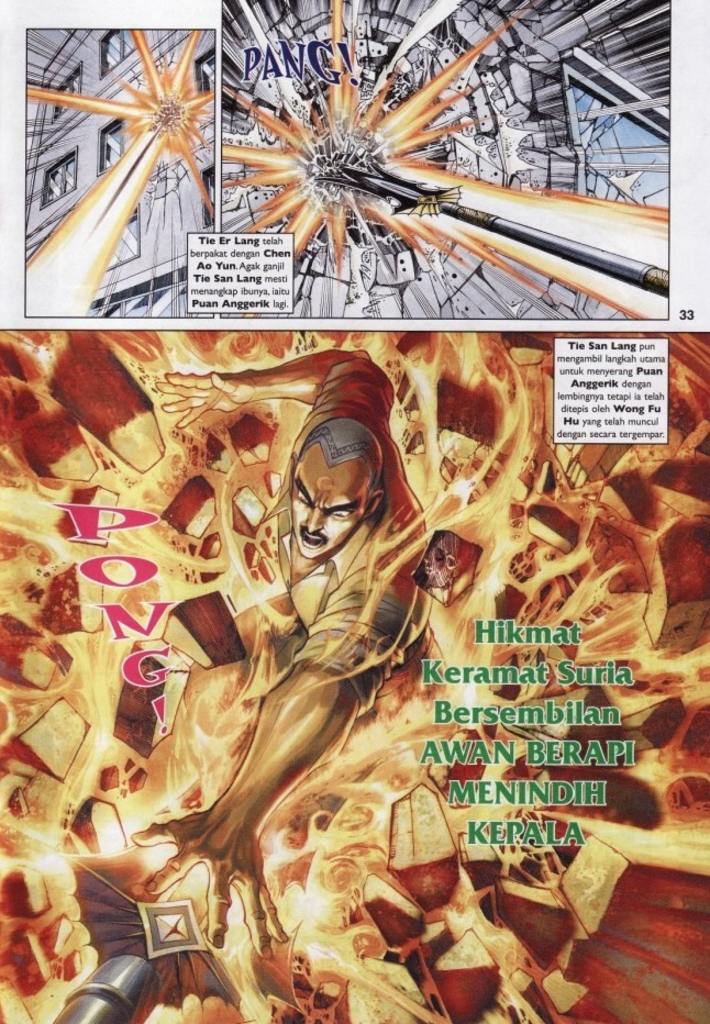 PANG!
Tie Er Lang telah
berpakat dengan Chen
Ao Yun. Agak ganjil
Tie San Lang mesti
menangkap ibunya, iaitu
Puan Anggerik lagi.
33
Tie San Lang pun
mengambil langkah utama
untuk menyerang Puan
Anggerik dengan
lembingnya tetapi ia telah
ditepis oleh Wong Fu
Hu yang telah muncul
dengan secara tergempar.
PONG!
Hikmat
Keramat Suria
Bersembilan
AWAN BERAPI
MENINDIH
KEPALA